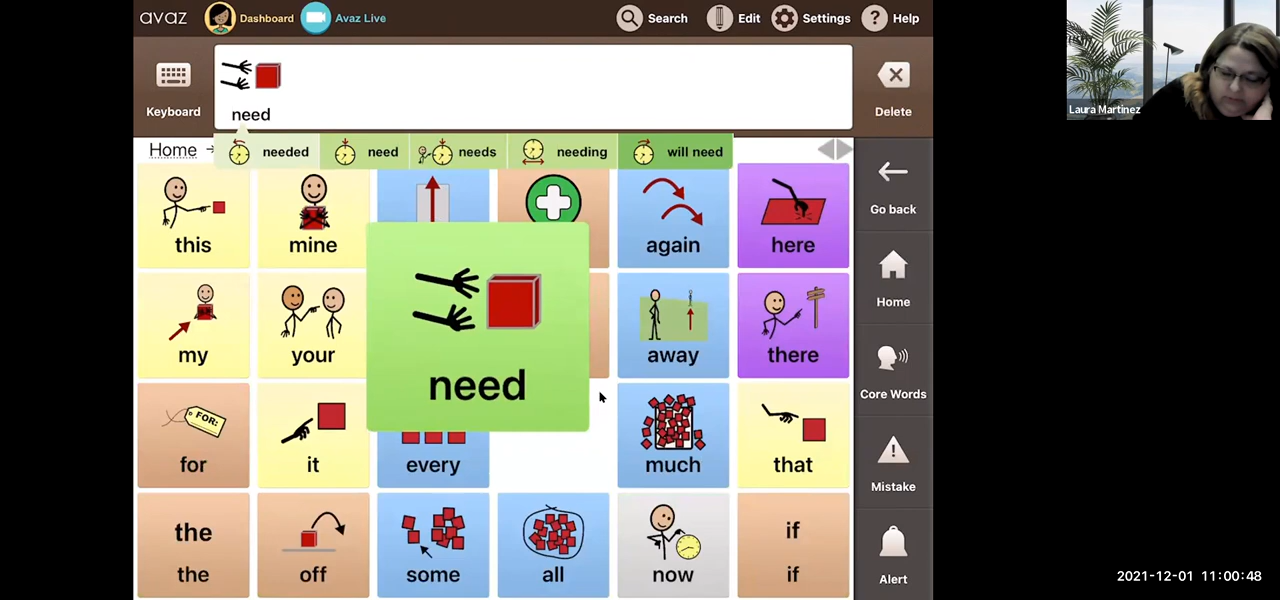 avaz Dashboard Avaz Live Search Edit Settings ? Help
Laura Martinez
Keyboard need Delete
Home needed need needs needing will need
this mine again here Go back
my your need away there Home
FOR:
for it every much that Core Words
Mistake
the if
the off some all now if Alert
2021-12-01 11:00:48